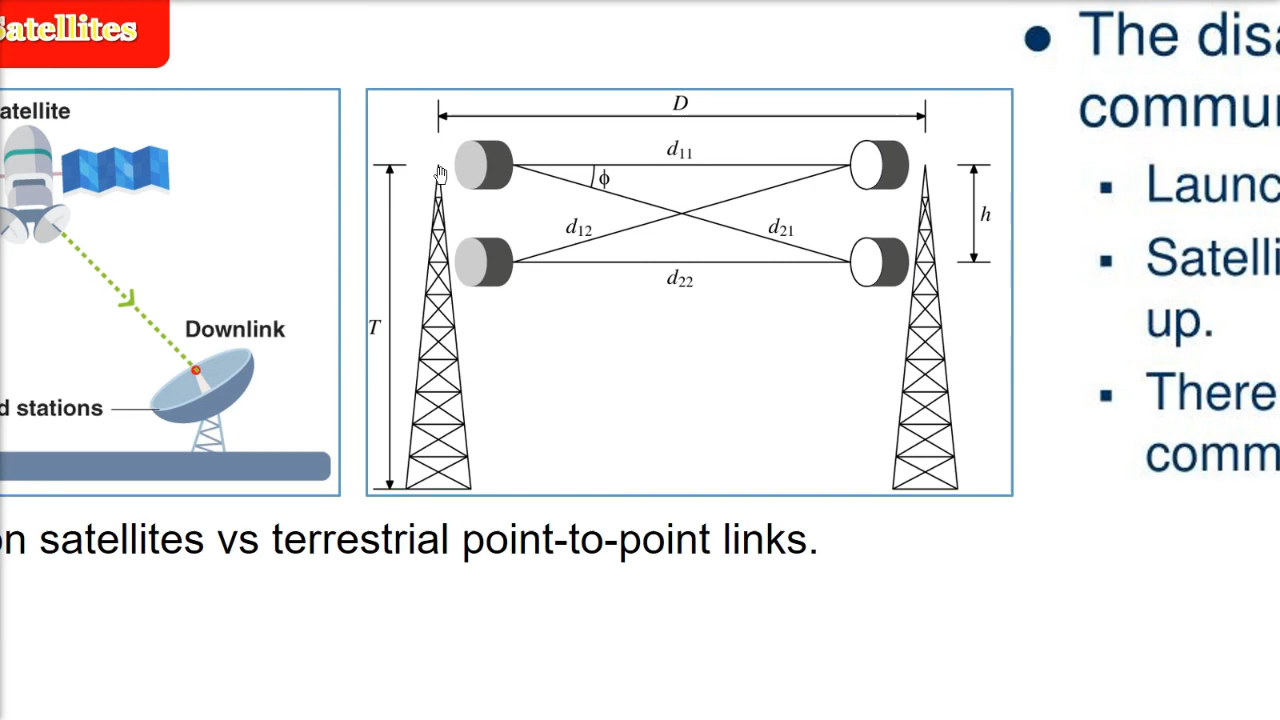 Satellites
atellite
Downlink
d stations
D
d11
ϕ
d12
d21
h
d22
T
on satellites vs terrestrial point-to-point links.
● The disa
commun
▪ Launc
▪ Satelli
up.
▪ There
comm